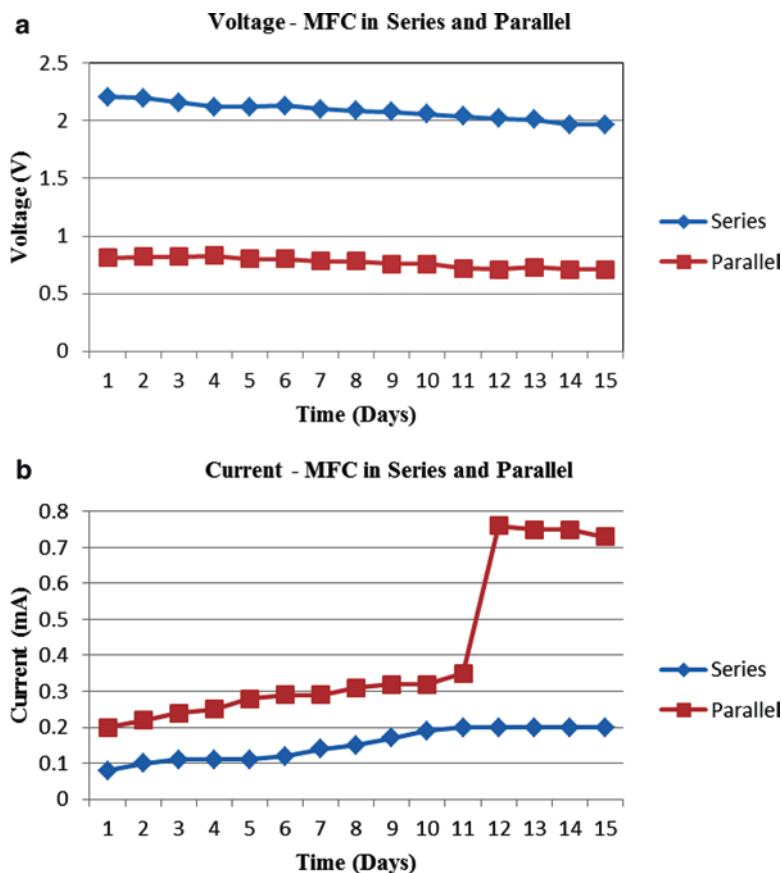 a
Voltage - MFC in Series and Parallel
2.5
2
1.5
1
0.5
0
Voltage (V)
1 2 3 4 5 6 7 8 9 10 11 12 13 14 15
Time (Days)
Series
Parallel
b
Current - MFC in Series and Parallel
0.8
0.7
0.6
0.5
0.4
0.3
0.2
0.1
0
Current (mA)
1 2 3 4 5 6 7 8 9 10 11 12 13 14 15
Time (Days)
Series
Parallel